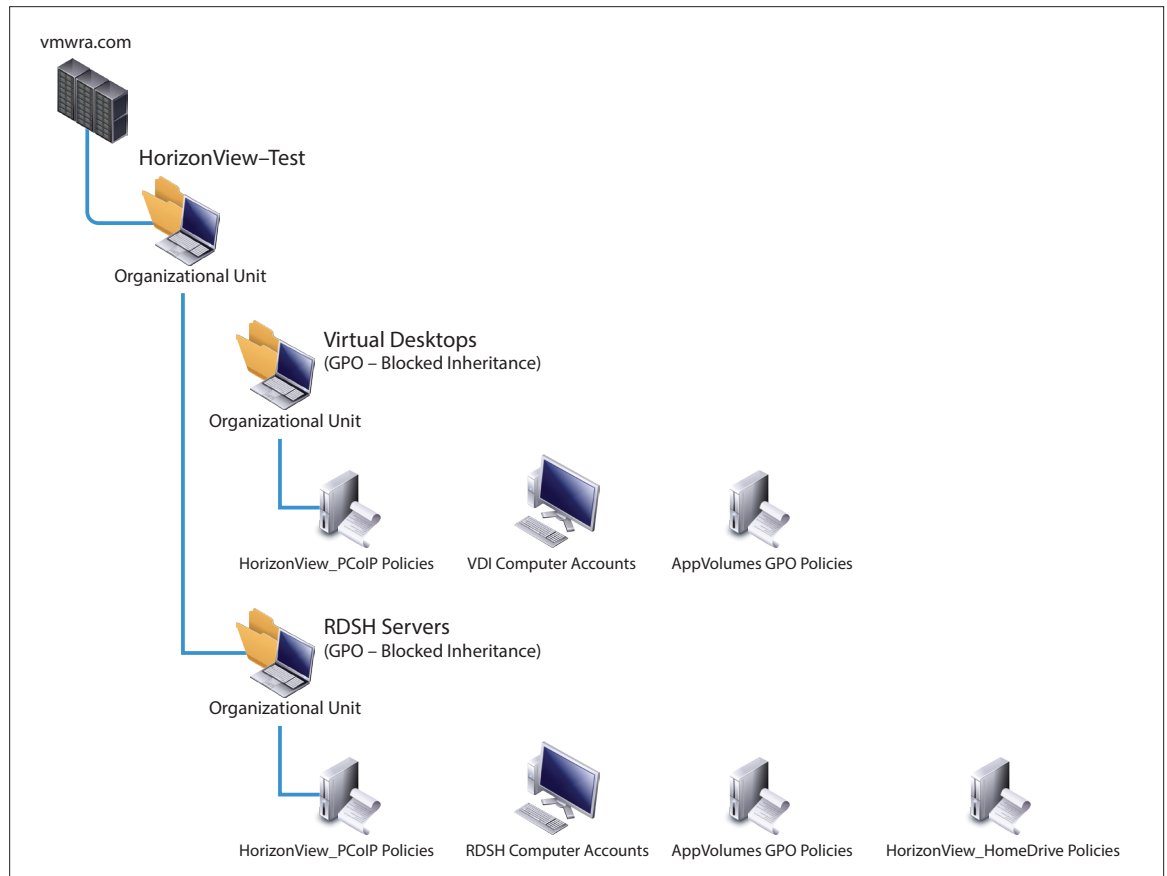 vmwra.com
HorizonView–Test
Organizational Unit
Virtual Desktops
(GPO – Blocked Inheritance)
Organizational Unit
HorizonView_PCoIP Policies
VDI Computer Accounts
AppVolumes GPO Policies
RDSH Servers
(GPO – Blocked Inheritance)
Organizational Unit
HorizonView_PCoIP Policies
RDSH Computer Accounts
AppVolumes GPO Policies
HorizonView_HomeDrive Policies